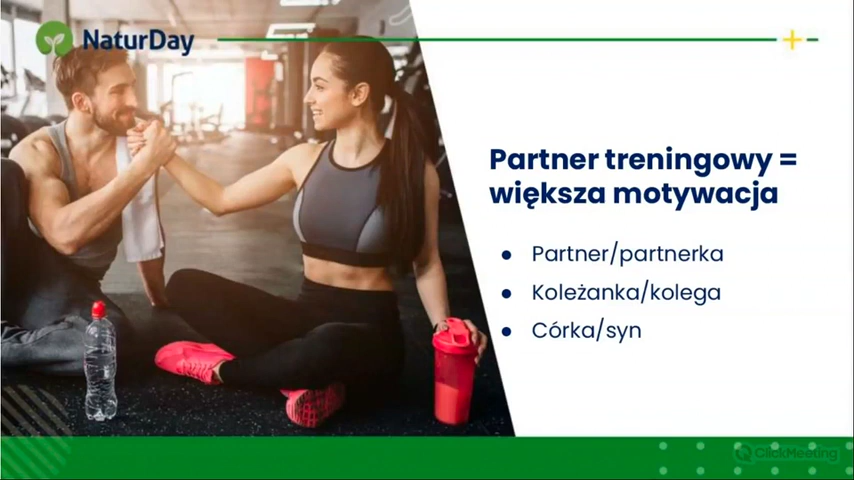 NaturDay
Partner treningowy =
większa motywacja
Partner/partnerka
Koleżanka/kolega
Córka/syn
ClickMeeting